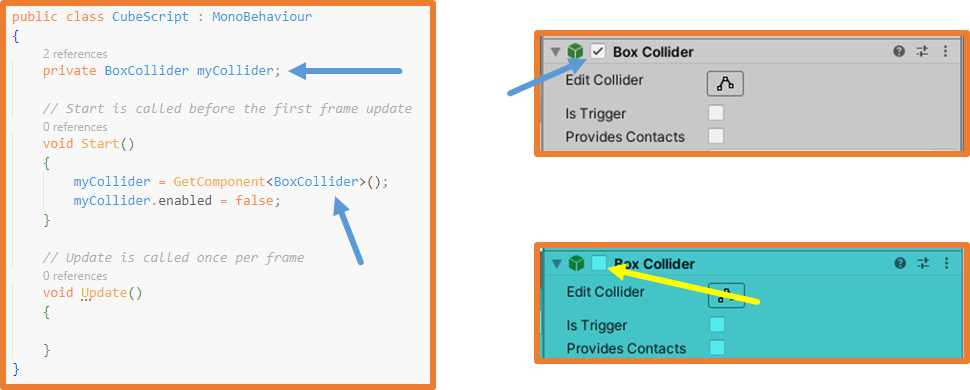 public class CubeScript : MonoBehaviour
{
2 references
private BoxCollider myCollider;
// Start is called before the first frame update
0 references
void Start()
{
myCollider = GetComponent<BoxCollider>();
myCollider.enabled = false;
}
// Update is called once per frame
0 references
void Update()
{
}
}
Box Collider
Edit Collider
Is Trigger
Provides Contacts
Box Collider
Edit Collider
Is Trigger
Provides Contacts